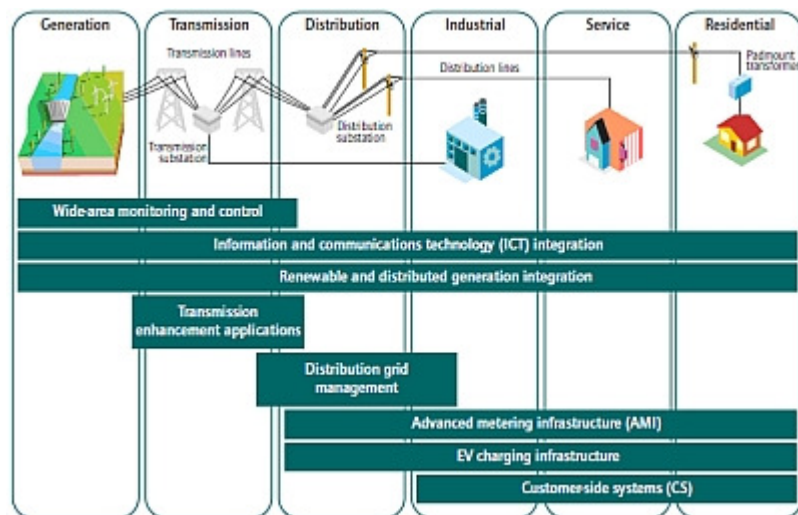 Generation
Transmission
Distribution
Industrial
Service
Residential
Transmission lines
Distribution lines
Padmount
transformer
Transmission
substation
Distribution
substation
Wide-area monitoring and control
Information and communications technology (ICT) integration
Renewable and distributed generation integration
Transmission
enhancement applications
Distribution grid
management
Advanced metering infrastructure (AMI)
EV charging infrastructure
Customer-side systems (CS)